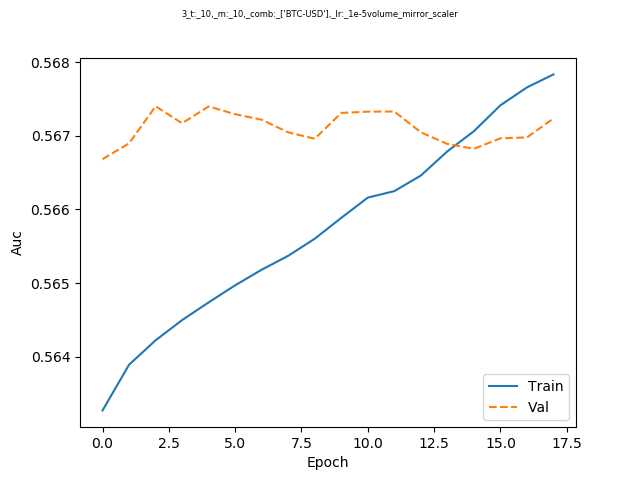 3_t:_10,_m:_10,_comb:_['BTC-USD'],_lr:_1e-5volume_mirror_scaler
0.568
0.567
0.566
0.565
0.564
Auc
Train
Val
0.0 2.5 5.0 7.5 10.0 12.5 15.0 17.5
Epoch